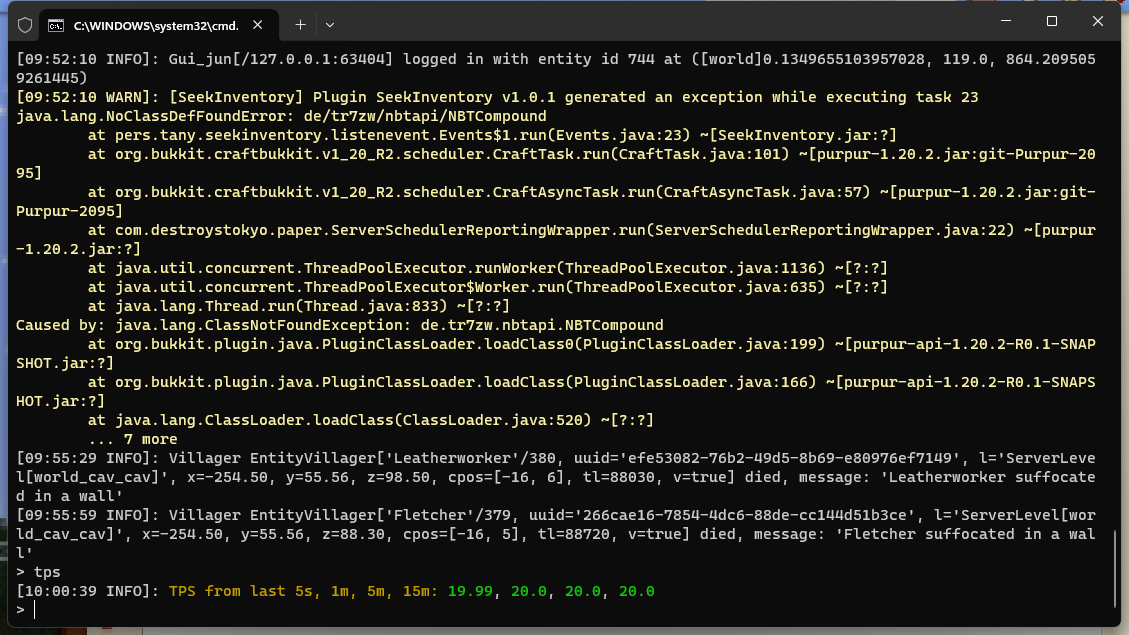 C:\WINDOWS\system32\cmd.
[09:52:10 INFO]: Gui_jun[/127.0.0.1:63404] logged in with entity id 744 at ([world]0.1349655103957028, 119.0, 864.209505
9261445)
[09:52:10 WARN]: [SeekInventory] Plugin SeekInventory v1.0.1 generated an exception while executing task 23
java.lang.NoClassDefFoundError: de/tr7zw/nbtapi/NBTCompound
        at pers.tany.seekinventory.listenevent.Events$1.run(Events.java:23) ~[SeekInventory.jar:?]
        at org.bukkit.craftbukkit.v1_20_R2.scheduler.CraftTask.run(CraftTask.java:101) ~[purpur-1.20.2.jar:git-Purpur-20
95]
        at org.bukkit.craftbukkit.v1_20_R2.scheduler.CraftAsyncTask.run(CraftAsyncTask.java:57) ~[purpur-1.20.2.jar:git-
Purpur-2095]
        at com.destroystokyo.paper.ServerSchedulerReportingWrapper.run(ServerSchedulerReportingWrapper.java:22) ~[purpur
-1.20.2.jar:?]
        at java.util.concurrent.ThreadPoolExecutor.runWorker(ThreadPoolExecutor.java:1136) ~[?:?]
        at java.util.concurrent.ThreadPoolExecutor$Worker.run(ThreadPoolExecutor.java:635) ~[?:?]
        at java.lang.Thread.run(Thread.java:833) ~[?:?]
Caused by: java.lang.ClassNotFoundException: de.tr7zw.nbtapi.NBTCompound
        at org.bukkit.plugin.java.PluginClassLoader.loadClass0(PluginClassLoader.java:199) ~[purpur-api-1.20.2-R0.1-SNAP
SHOT.jar:?]
        at org.bukkit.plugin.java.PluginClassLoader.loadClass(PluginClassLoader.java:166) ~[purpur-api-1.20.2-R0.1-SNAPS
HOT.jar:?]
        at java.lang.ClassLoader.loadClass(ClassLoader.java:520) ~[?:?]
        ... 7 more
[09:55:29 INFO]: Villager EntityVillager['Leatherworker'/380, uuid='efe53082-76b2-49d5-8b69-e80976ef7149', l='ServerLeve
l[world_cav_cav]', x=-254.50, y=55.56, z=98.50, cpos=[-16, 6], tl=88030, v=true] died, message: 'Leatherworker suffocate
d in a wall'
[09:55:59 INFO]: Villager EntityVillager['Fletcher'/379, uuid='266cae16-7854-4dc6-88de-cc144d51b3ce', l='ServerLevel[wor
ld_cav_cav]', x=-254.50, y=55.56, z=88.30, cpos=[-16, 5], tl=88720, v=true] died, message: 'Fletcher suffocated in a wal
l'
> tps
[10:00:39 INFO]: TPS from last 5s, 1m, 5m, 15m: 19.99, 20.0, 20.0, 20.0
>